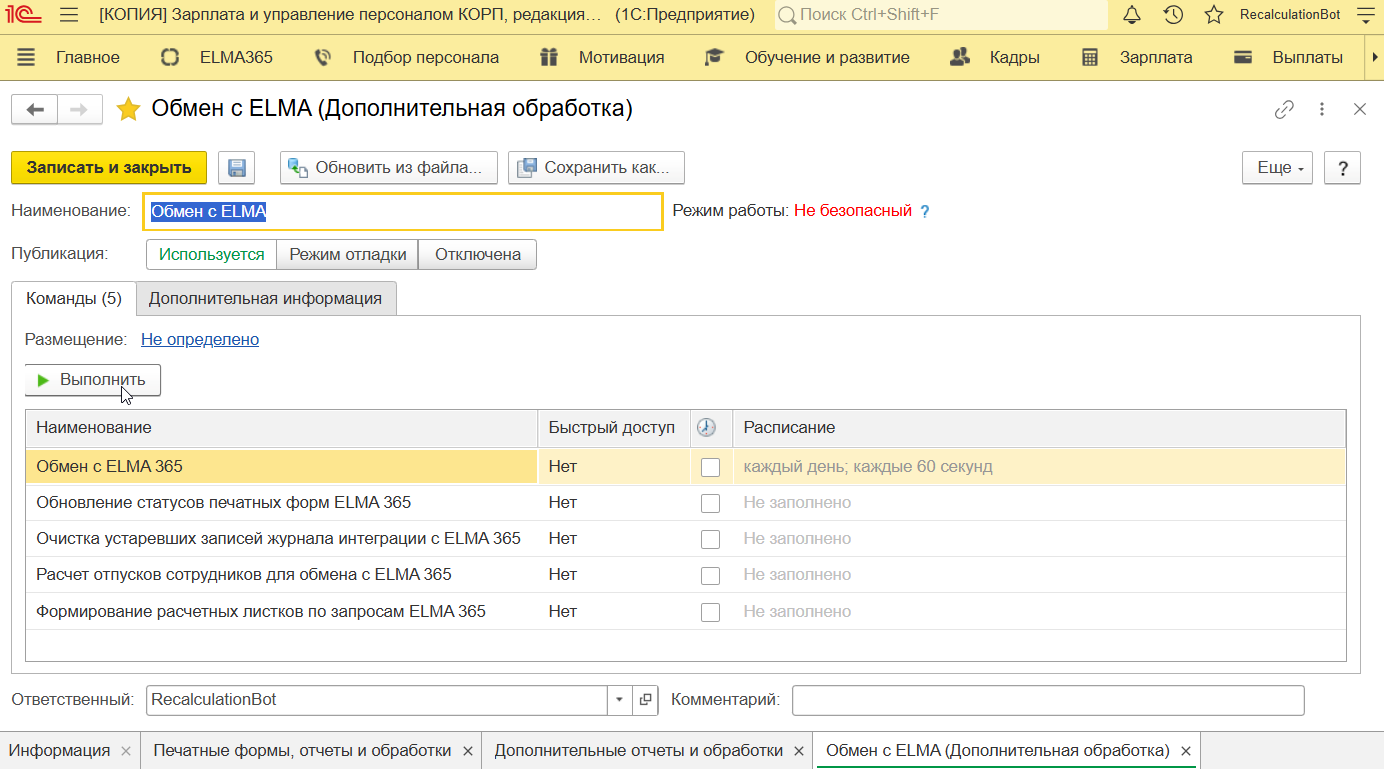 1С [КОПИЯ] Зарплата и управление персоналом КОРП, редакция... (1С:Предприятие) Поиск Ctrl+Shift+F RecalculationBot
Главное ELMA365 Подбор персонала Мотивация Обучение и развитие Кадры Зарплата Выплаты
Обмен с ELMA (Дополнительная обработка)
Записать и закрыть Обновить из файла... Сохранить как... Еще ?
Наименование: Обмен с ELMA Режим работы: Не безопасный ?
Публикация: Используется Режим отладки Отключена
Команды (5) Дополнительная информация
Размещение: Не определено
Выполнить
Наименование Быстрый доступ Расписание
Обмен с ELMA 365 Нет каждый день; каждые 60 секунд
Обновление статусов печатных форм ELMA 365 Нет Не заполнено
Очистка устаревших записей журнала интеграции с ELMA 365 Нет Не заполнено
Расчет отпусков сотрудников для обмена с ELMA 365 Нет Не заполнено
Формирование расчетных листков по запросам ELMA 365 Нет Не заполнено
Ответственный: RecalculationBot Комментарий:
Информация × Печатные формы, отчеты и обработки × Дополнительные отчеты и обработки × Обмен с ELMA (Дополнительная обработка) ×